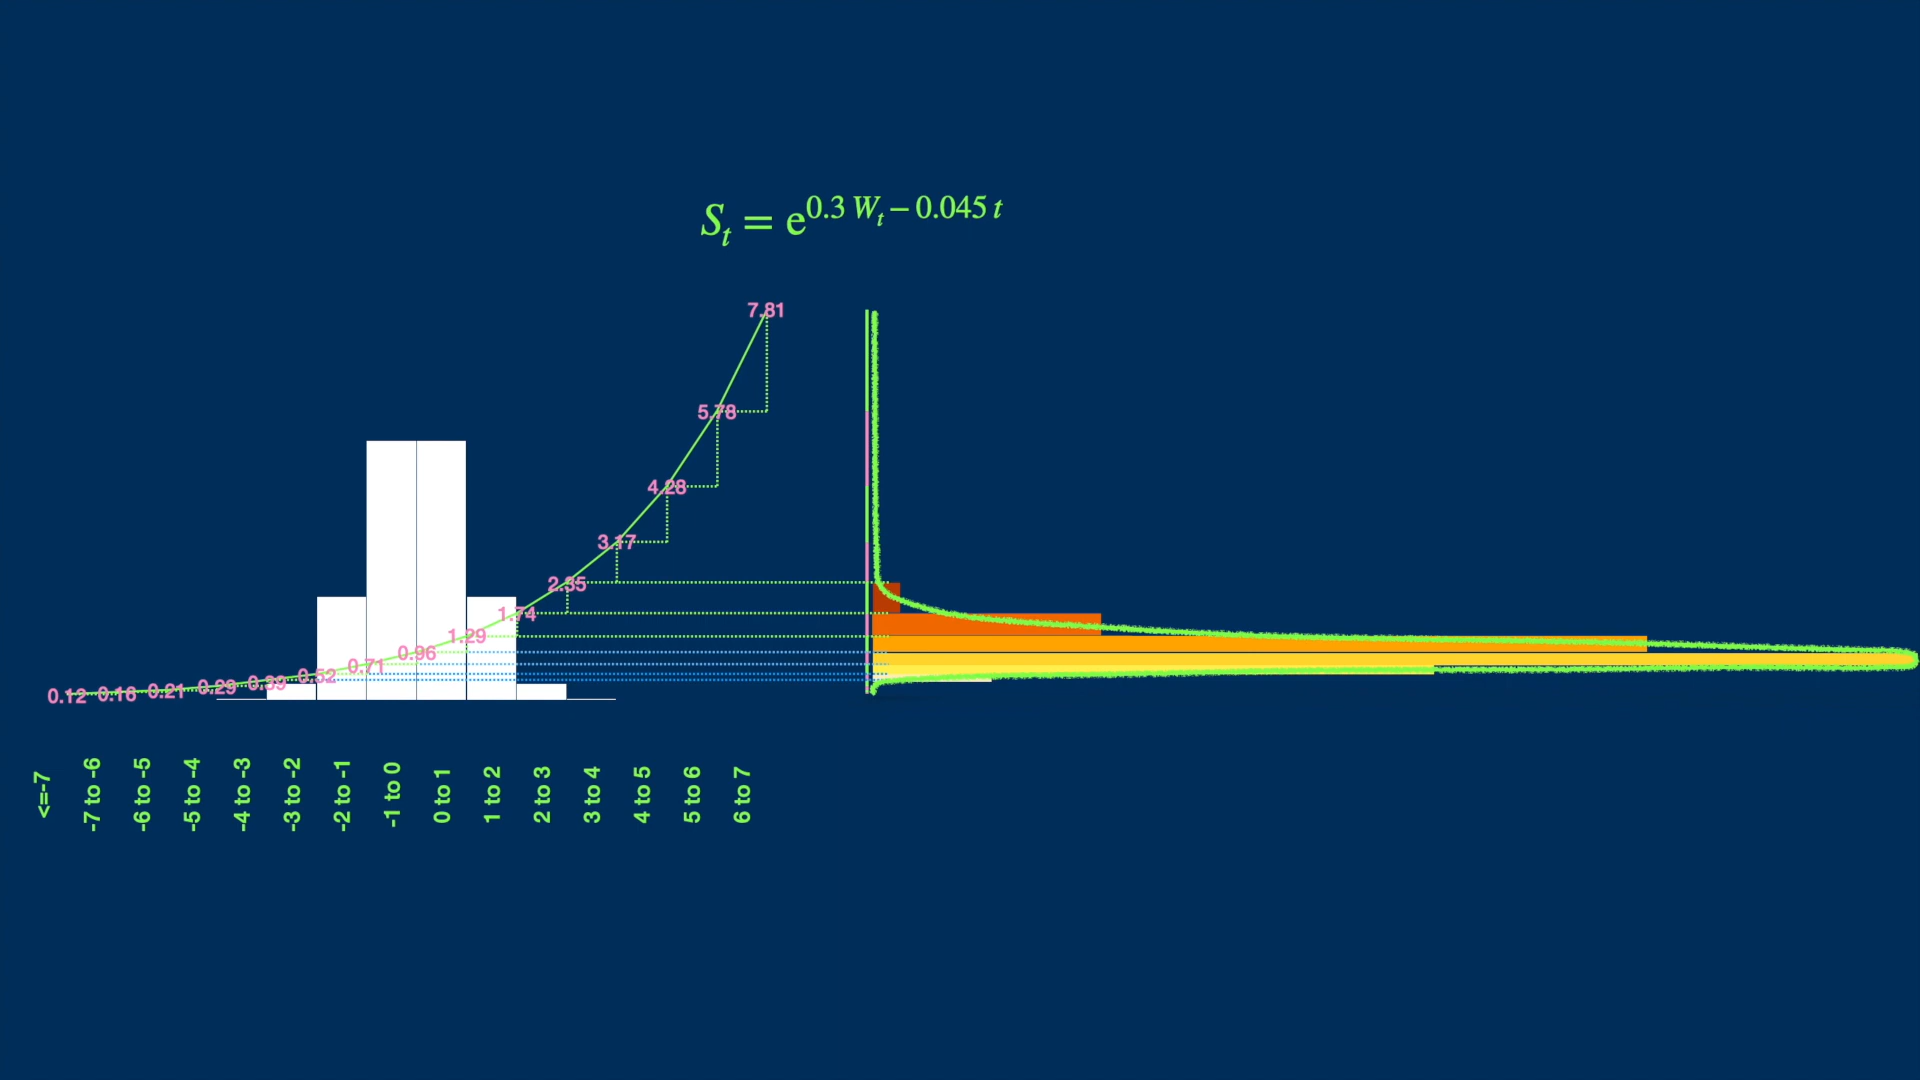 S_t = e^{0.3 W_t − 0.045 t}
7.81
5.78
4.28
3.17
2.35
1.74
1.29
0.96
0.71
0.52
0.39
0.29
0.21
0.16
0.12
<=-7
-7 to -6
-6 to -5
-5 to -4
-4 to -3
-3 to -2
-2 to -1
-1 to 0
0 to 1
1 to 2
2 to 3
3 to 4
4 to 5
5 to 6
6 to 7